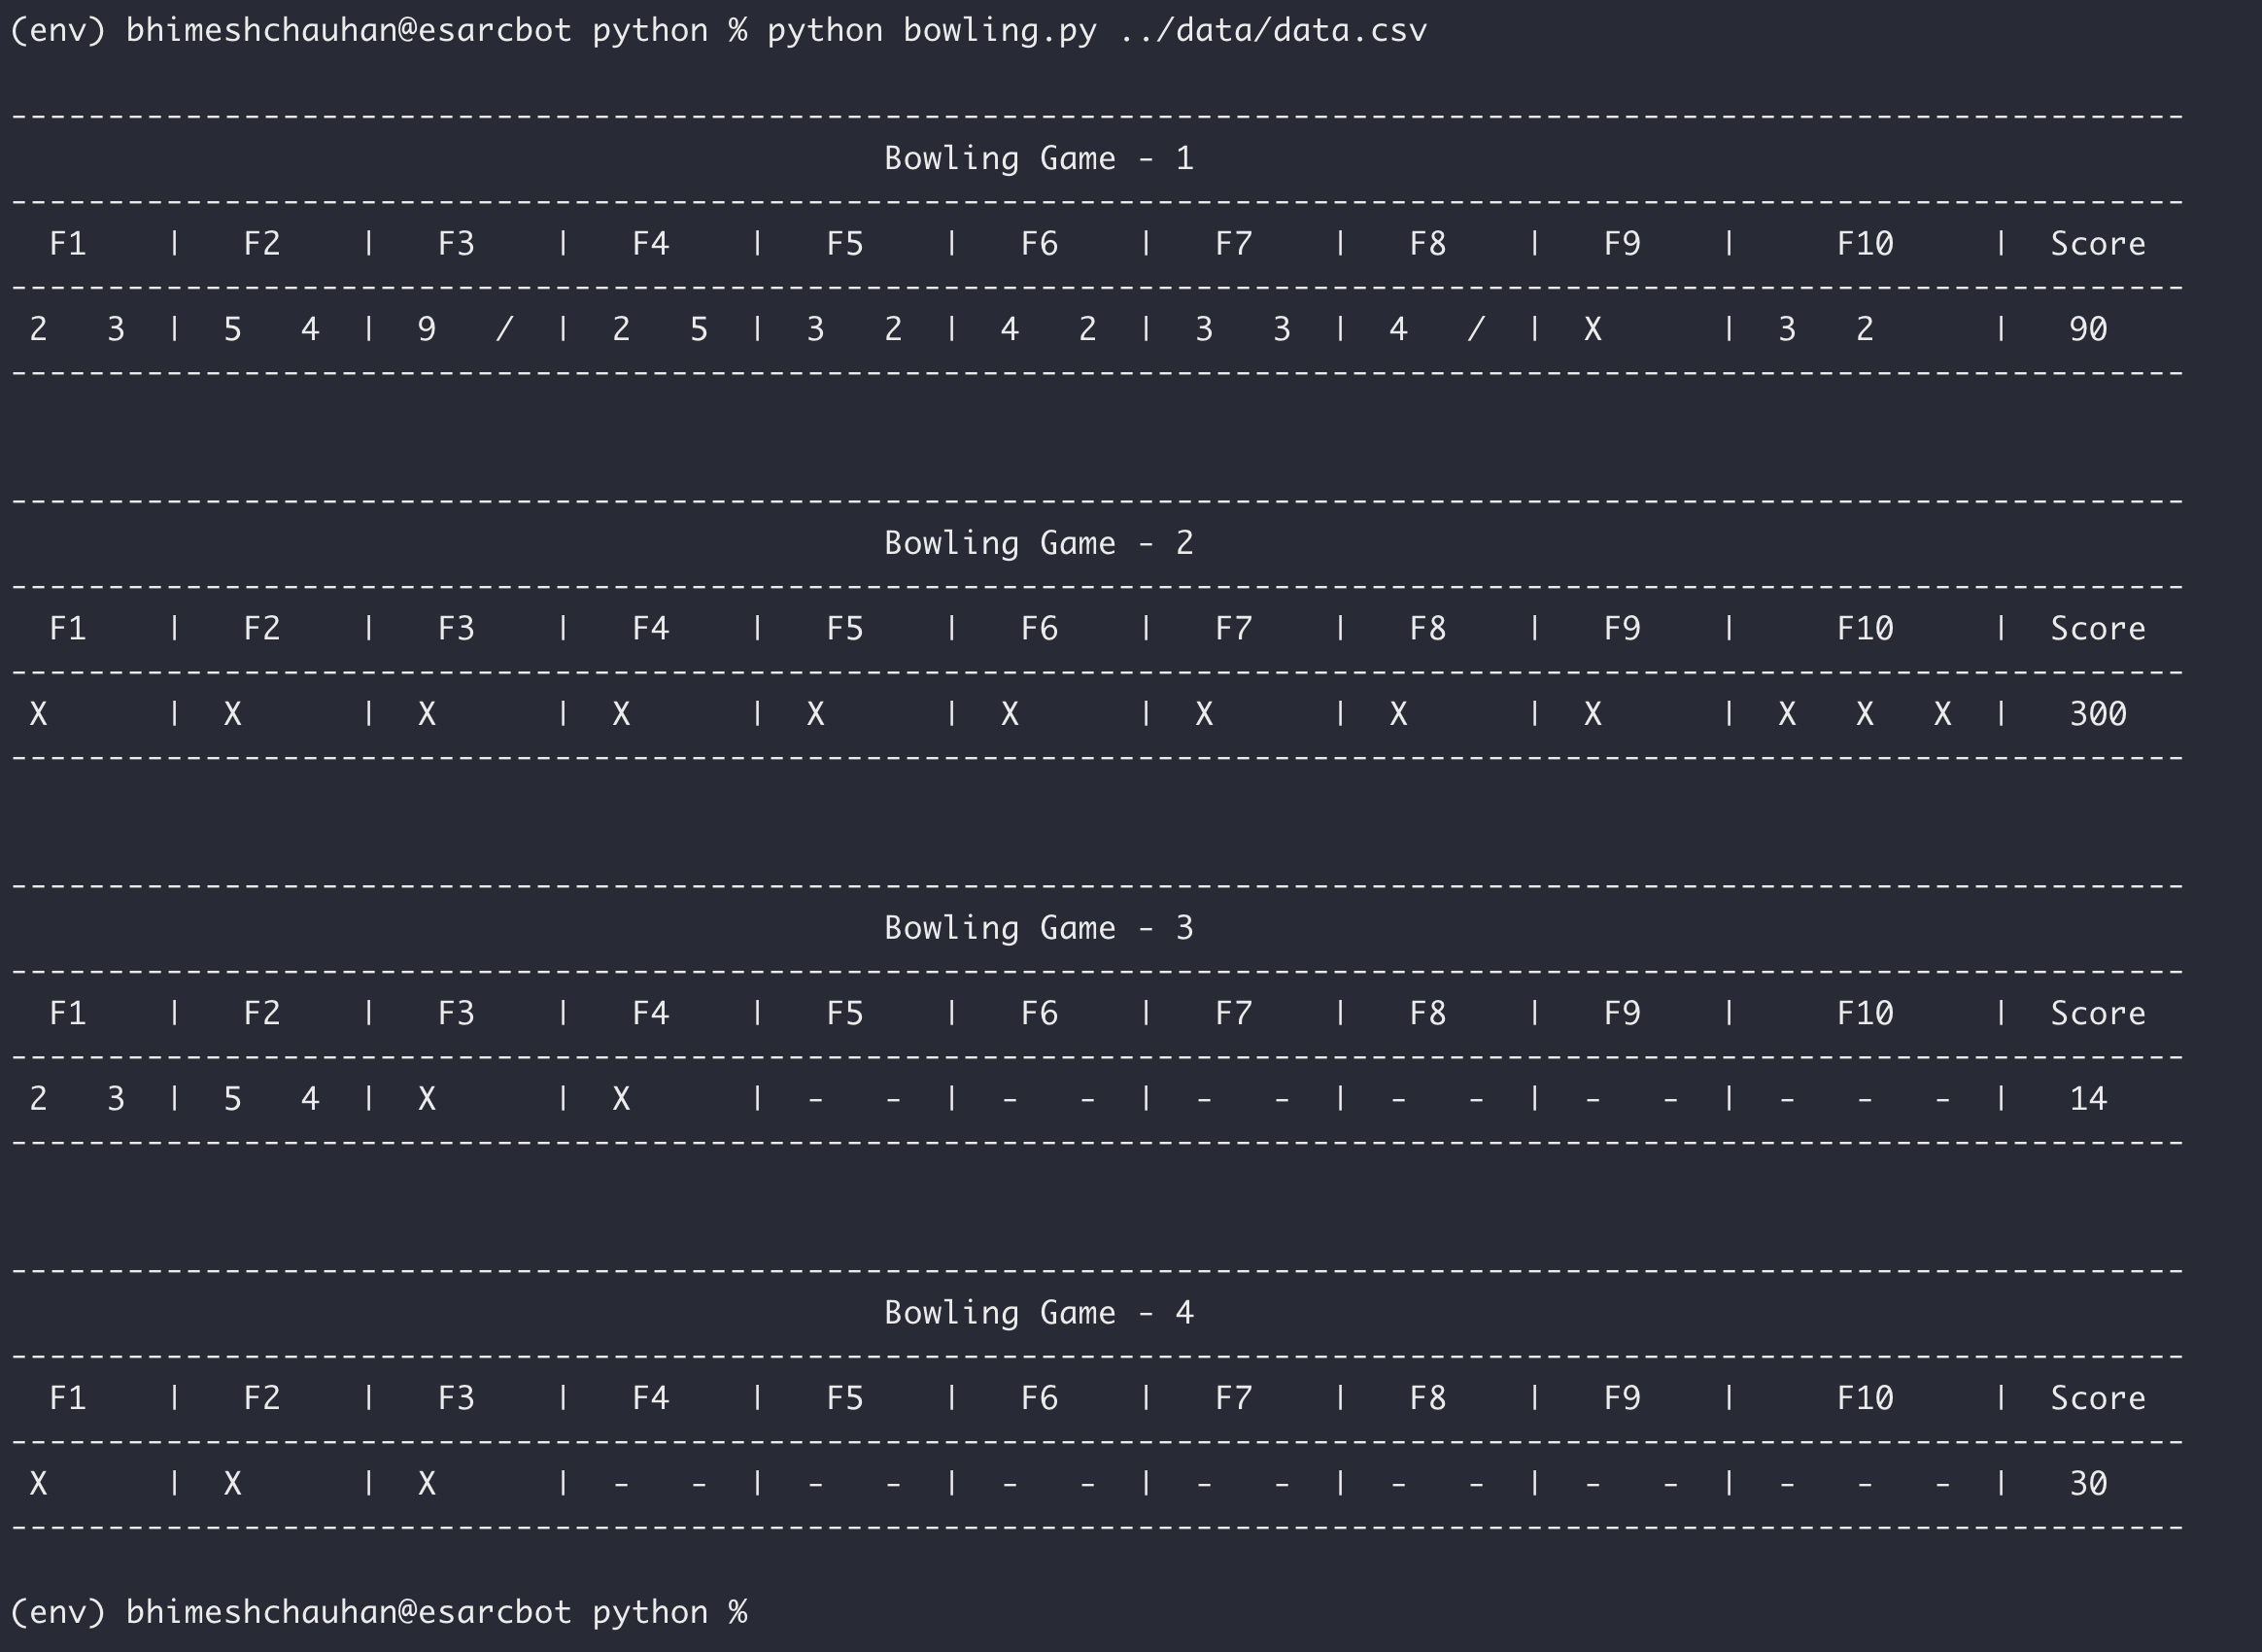 (env) bhimeshchauhan@esarcbot python % python bowling.py ../data/data.csv
----------------------------------------------------------------------------------------------------------------
                                             Bowling Game - 1
----------------------------------------------------------------------------------------------------------------
  F1    |   F2    |   F3    |   F4    |   F5    |   F6    |   F7    |   F8    |   F9    |     F10     |  Score
----------------------------------------------------------------------------------------------------------------
 2   3  |  5   4  |  9   /  |  2   5  |  3   2  |  4   2  |  3   3  |  4   /  |  X      |  3   2      |   90
----------------------------------------------------------------------------------------------------------------
----------------------------------------------------------------------------------------------------------------
                                             Bowling Game - 2
----------------------------------------------------------------------------------------------------------------
  F1    |   F2    |   F3    |   F4    |   F5    |   F6    |   F7    |   F8    |   F9    |     F10     |  Score
----------------------------------------------------------------------------------------------------------------
 X      |  X      |  X      |  X      |  X      |  X      |  X      |  X      |  X      |  X   X   X  |   300
----------------------------------------------------------------------------------------------------------------
----------------------------------------------------------------------------------------------------------------
                                             Bowling Game - 3
----------------------------------------------------------------------------------------------------------------
  F1    |   F2    |   F3    |   F4    |   F5    |   F6    |   F7    |   F8    |   F9    |     F10     |  Score
----------------------------------------------------------------------------------------------------------------
 2   3  |  5   4  |  X      |  X      |  -   -  |  -   -  |  -   -  |  -   -  |  -   -  |  -   -   -  |   14
----------------------------------------------------------------------------------------------------------------
----------------------------------------------------------------------------------------------------------------
                                             Bowling Game - 4
----------------------------------------------------------------------------------------------------------------
  F1    |   F2    |   F3    |   F4    |   F5    |   F6    |   F7    |   F8    |   F9    |     F10     |  Score
----------------------------------------------------------------------------------------------------------------
 X      |  X      |  X      |  -   -  |  -   -  |  -   -  |  -   -  |  -   -  |  -   -  |  -   -   -  |   30
----------------------------------------------------------------------------------------------------------------
(env) bhimeshchauhan@esarcbot python %